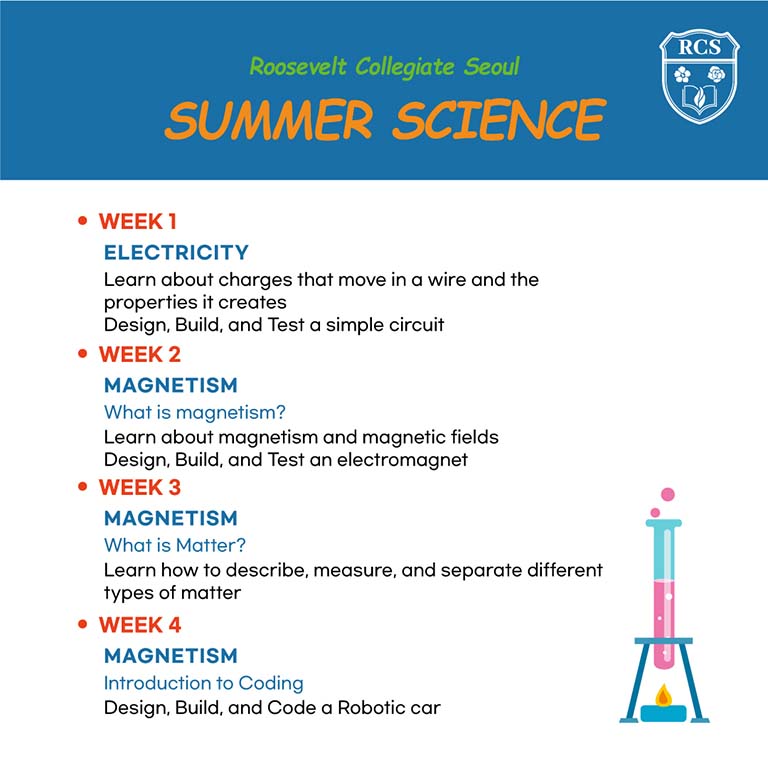 RCS
Roosevelt Collegiate Seoul
SUMMER SCIENCE
• WEEK 1
ELECTRICITY
Learn about charges that move in a wire and the
properties it creates
Design, Build, and Test a simple circuit
• WEEK 2
MAGNETISM
What is magnetism?
Learn about magnetism and magnetic fields
Design, Build, and Test an electromagnet
• WEEK 3
MAGNETISM
What is Matter?
Learn how to describe, measure, and separate different
types of matter
• WEEK 4
MAGNETISM
Introduction to Coding
Design, Build, and Code a Robotic car